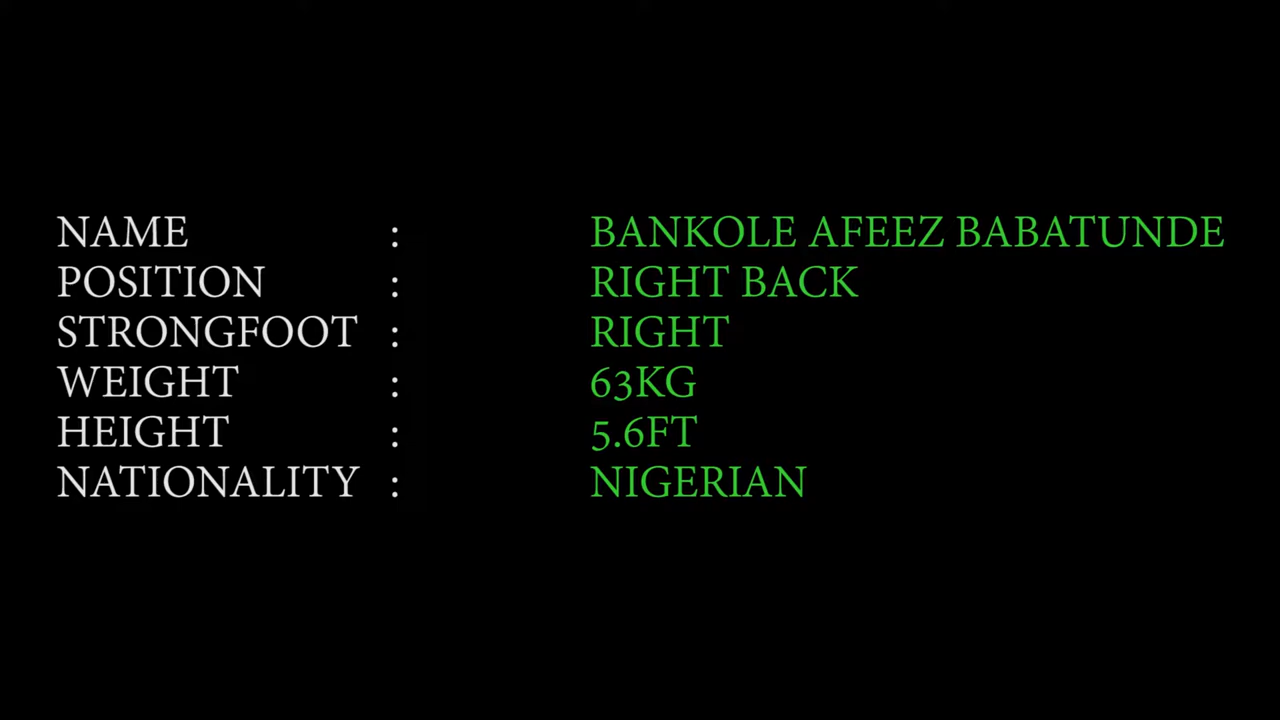 NAME : BANKOLE AFEEZ BABATUNDE
POSITION : RIGHT BACK
STRONGFOOT : RIGHT
WEIGHT : 63KG
HEIGHT : 5.6FT
NATIONALITY : NIGERIAN